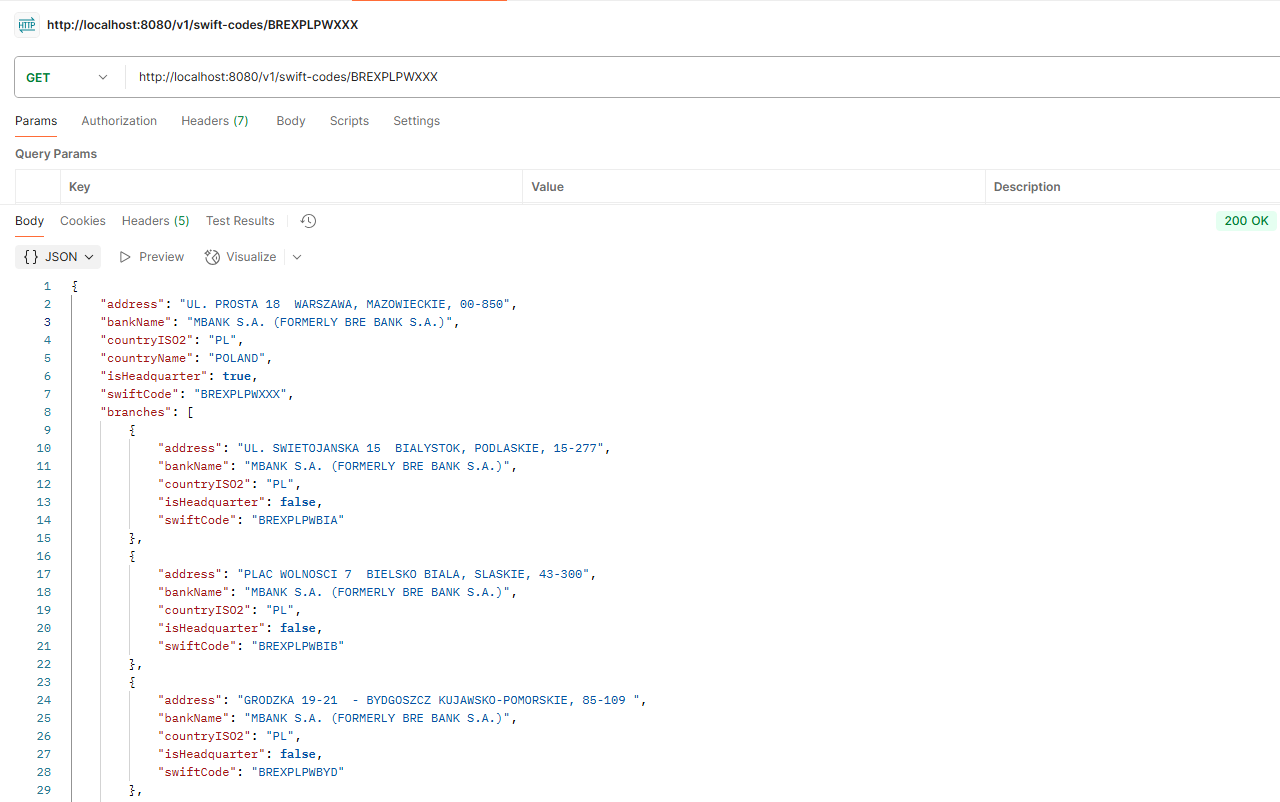 HTTP http://localhost:8080/v1/swift-codes/BREXPLPWXXX
GET http://localhost:8080/v1/swift-codes/BREXPLPWXXX
Params Authorization Headers (7) Body Scripts Settings
Query Params
Key Value Description
Body Cookies Headers (5) Test Results 200 OK
{} JSON Preview Visualize
1 {
2 "address": "UL. PROSTA 18  WARSZAWA, MAZOWIECKIE, 00-850",
3 "bankName": "MBANK S.A. (FORMERLY BRE BANK S.A.)",
4 "countryISO2": "PL",
5 "countryName": "POLAND",
6 "isHeadquarter": true,
7 "swiftCode": "BREXPLPWXXX",
8 "branches": [
9 {
10 "address": "UL. SWIETOJANSKA 15  BIALYSTOK, PODLASKIE, 15-277",
11 "bankName": "MBANK S.A. (FORMERLY BRE BANK S.A.)",
12 "countryISO2": "PL",
13 "isHeadquarter": false,
14 "swiftCode": "BREXPLPWBIA"
15 },
16 {
17 "address": "PLAC WOLNOSCI 7  BIELSKO BIALA, SLASKIE, 43-300",
18 "bankName": "MBANK S.A. (FORMERLY BRE BANK S.A.)",
19 "countryISO2": "PL",
20 "isHeadquarter": false,
21 "swiftCode": "BREXPLPWBIB"
22 },
23 {
24 "address": "GRODZKA 19-21  - BYDGOSZCZ KUJAWSKO-POMORSKIE, 85-109 ",
25 "bankName": "MBANK S.A. (FORMERLY BRE BANK S.A.)",
26 "countryISO2": "PL",
27 "isHeadquarter": false,
28 "swiftCode": "BREXPLPWBYD"
29 },